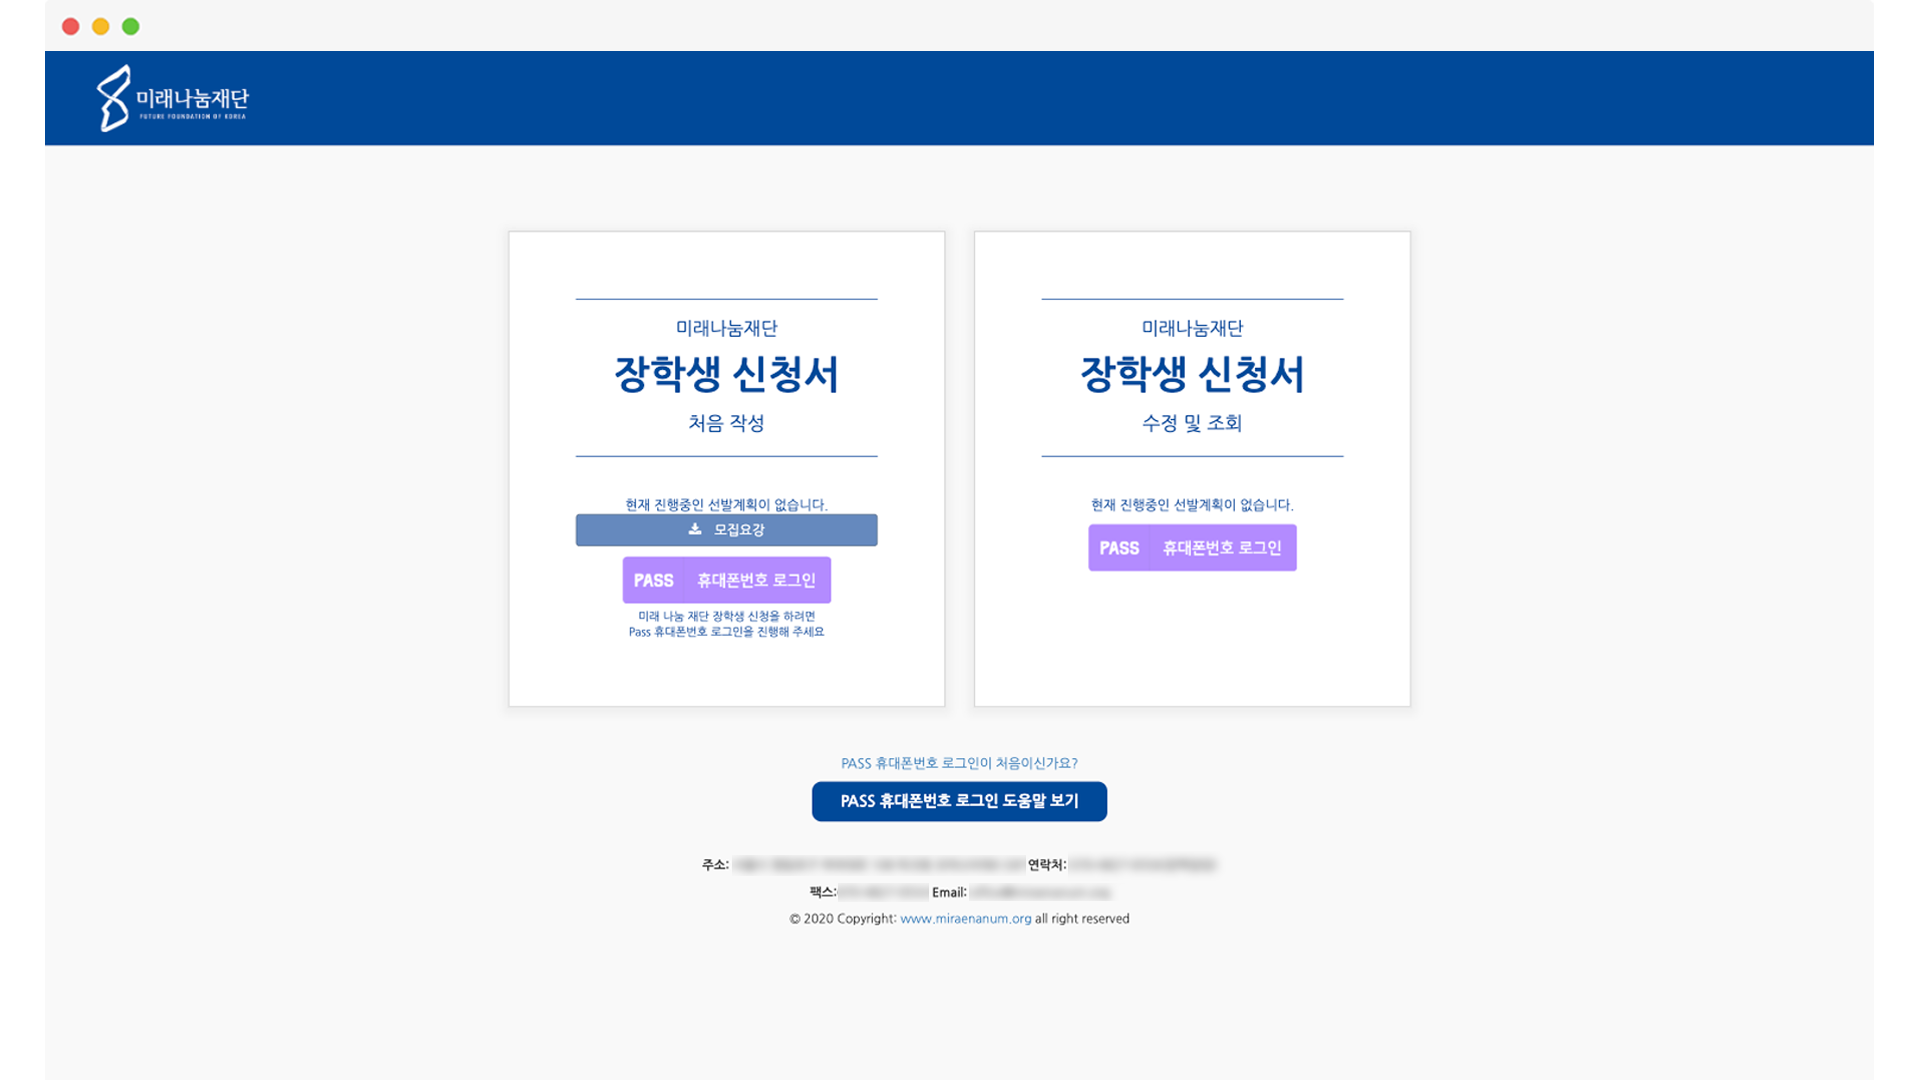 미래나눔재단
FUTURE FOUNDATION OF KOREA
미래나눔재단
장학생 신청서
처음 작성
현재 진행중인 선발계획이 없습니다.
모집요강
PASS 휴대폰번호 로그인
미래 나눔 재단 장학생 신청을 하려면
Pass 휴대폰번호 로그인을 진행해 주세요
미래나눔재단
장학생 신청서
수정 및 조회
현재 진행중인 선발계획이 없습니다.
PASS 휴대폰번호 로그인
PASS 휴대폰번호 로그인이 처음이신가요?
PASS 휴대폰번호 로그인 도움말 보기
주소: 연락처:
팩스: Email:
© 2020 Copyright: www.miraenanum.org all right reserved